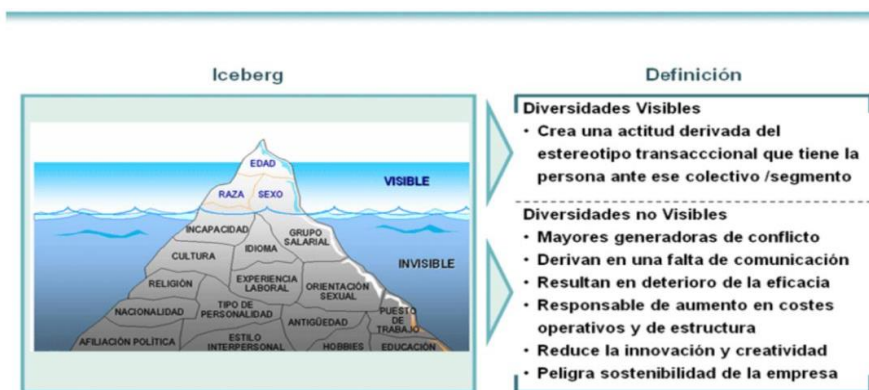 Iceberg
EDAD
RAZA SEXO
VISIBLE
INCAPACIDAD
IDIOMA
GRUPO
SALARIAL
CULTURA
INVISIBLE
RELIGIÓN
EXPERIENCIA
LABORAL
ORIENTACIÓN
SEXUAL
NACIONALIDAD
TIPO DE
PERSONALIDAD
ANTIGÜEDAD
PUESTO
DE
TRABAJO
AFILIACIÓN POLÍTICA
ESTILO
INTERPERSONAL
HOBBIES
EDUCACIÓN
Definición
Diversidades Visibles
• Crea una actitud derivada del
estereotipo transacccional que tiene la
persona ante ese colectivo /segmento
Diversidades no Visibles
• Mayores generadoras de conflicto
• Derivan en una falta de comunicación
• Resultan en deterioro de la eficacia
• Responsable de aumento en costes
operativos y de estructura
• Reduce la innovación y creatividad
• Peligra sostenibilidad de la empresa